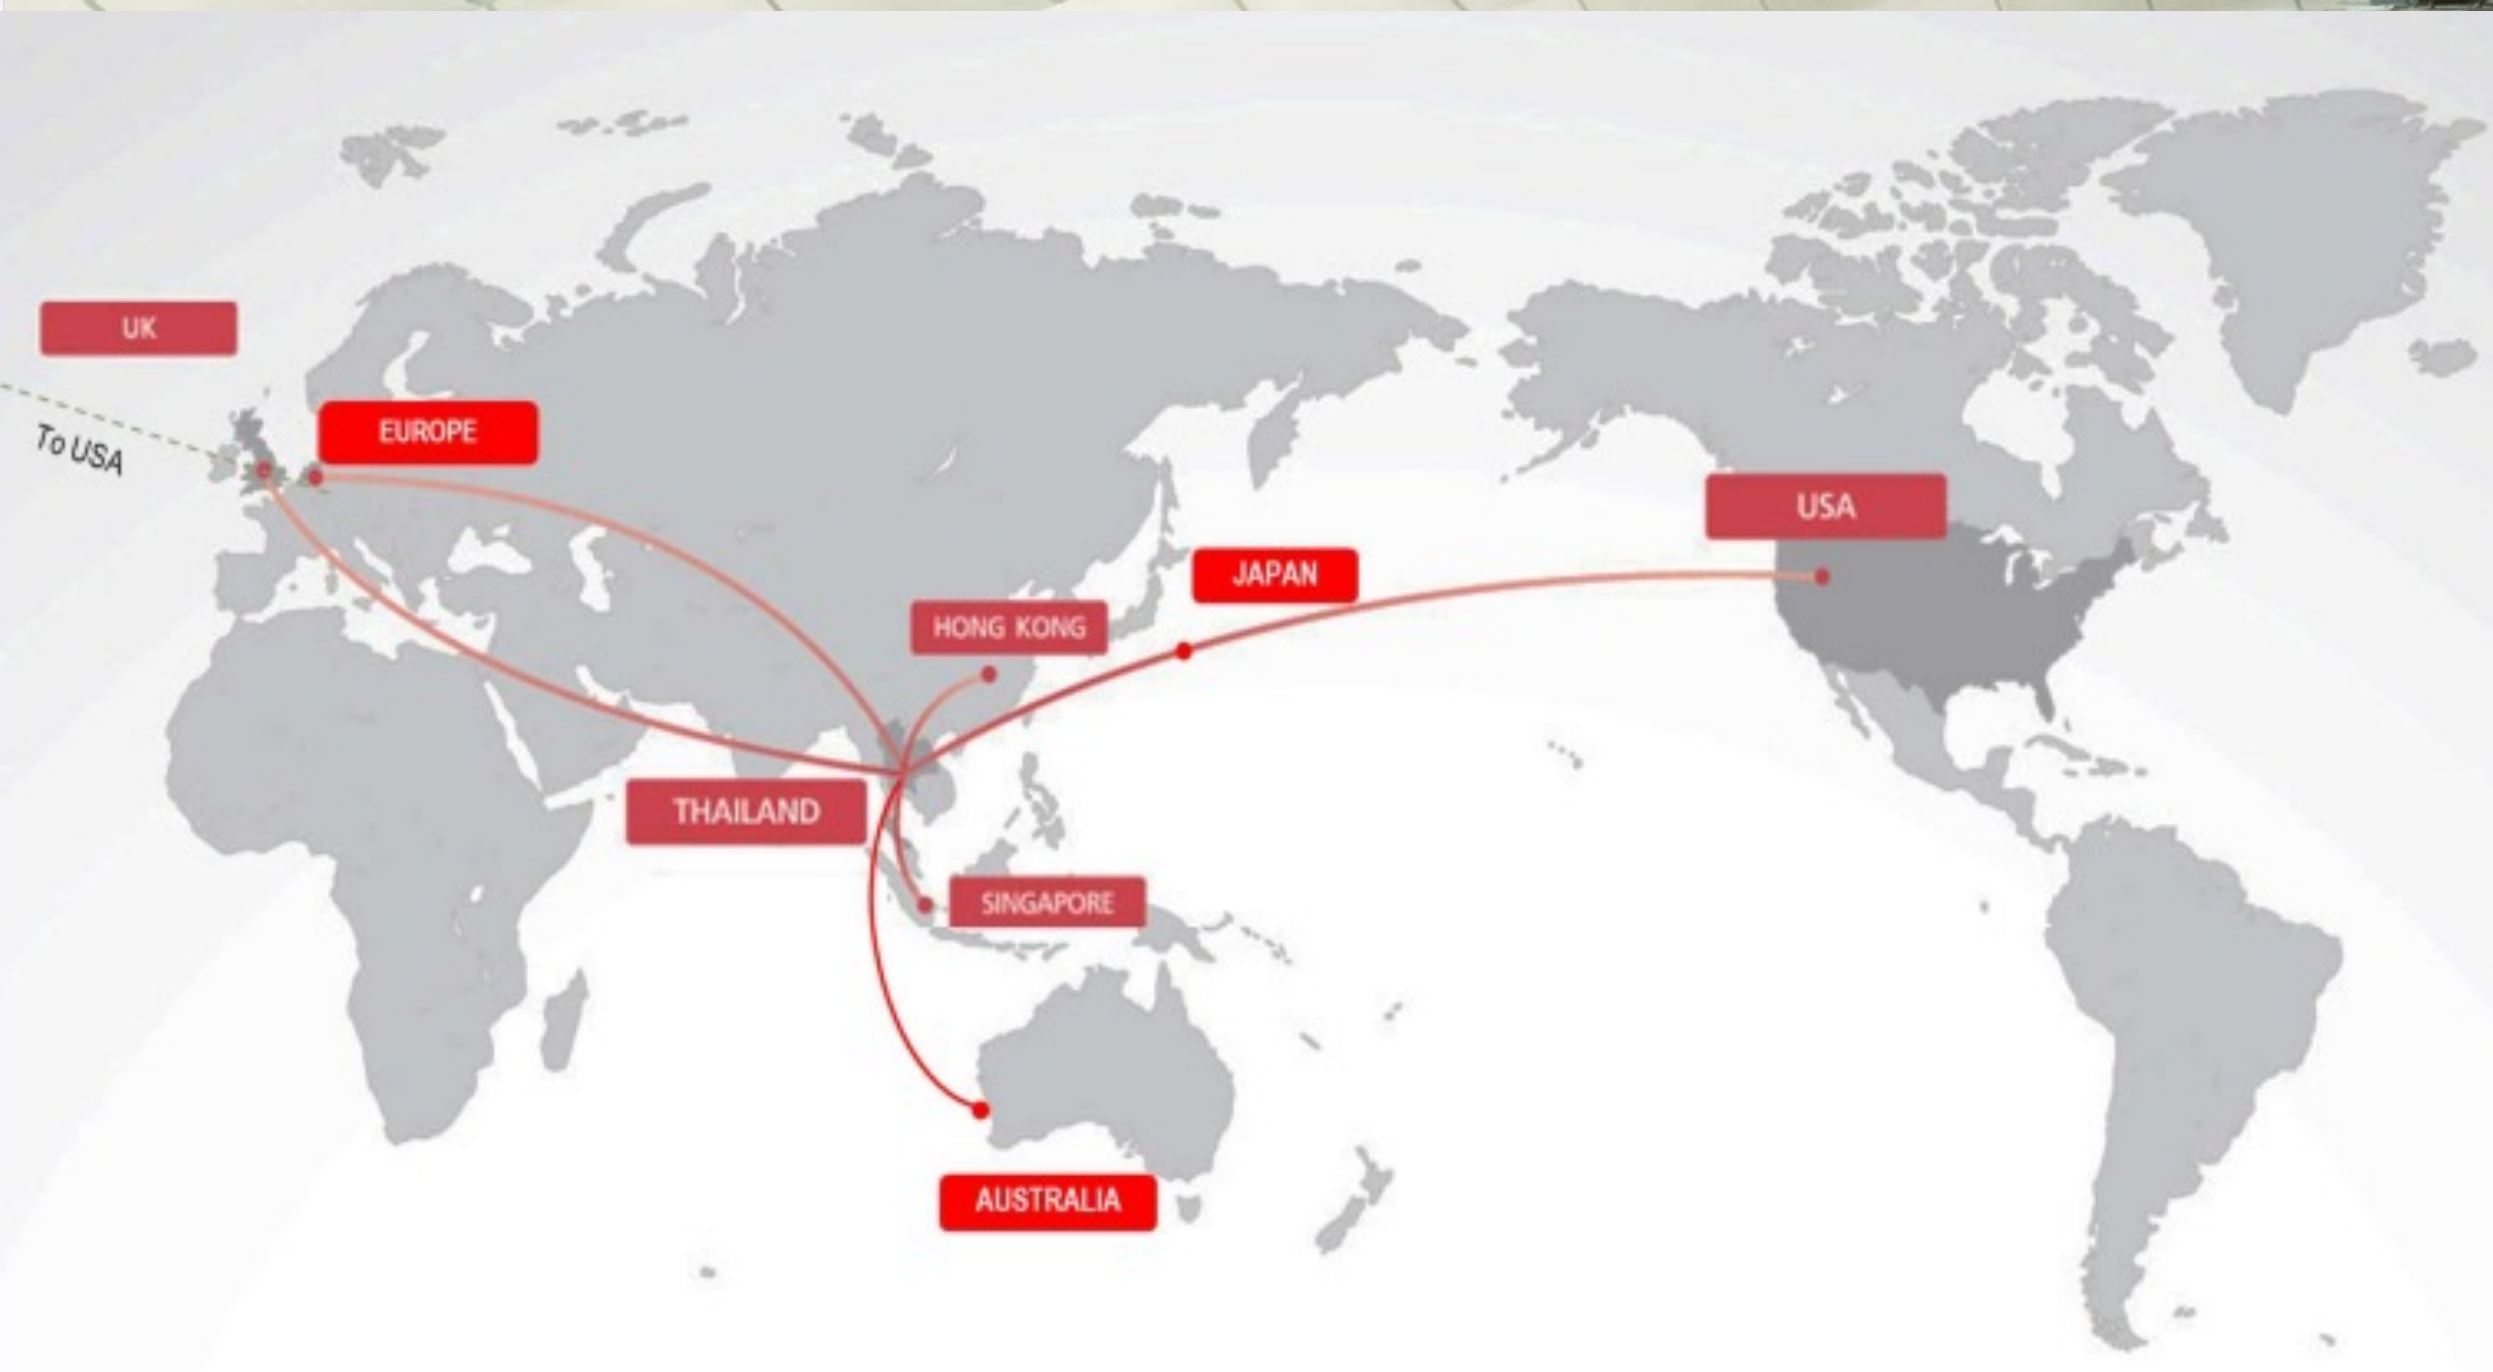 UK
EUROPE
To USA
USA
JAPAN
HONG KONG
THAILAND
SINGAPORE
AUSTRALIA